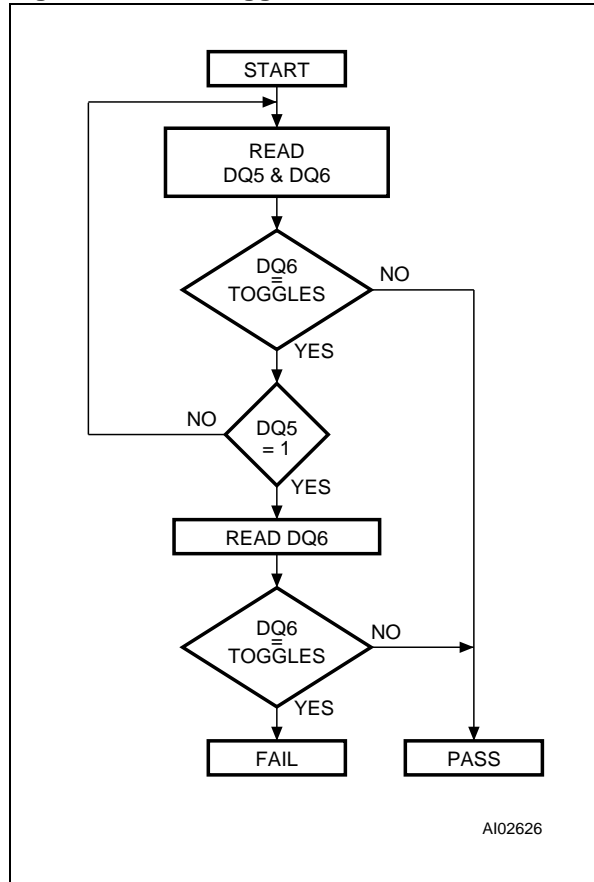 START
READ
DQ5 & DQ6
DQ6
=
TOGGLES
NO
YES
NO
DQ5
= 1
YES
READ DQ6
DQ6
=
TOGGLES
NO
YES
FAIL
PASS
AI02626